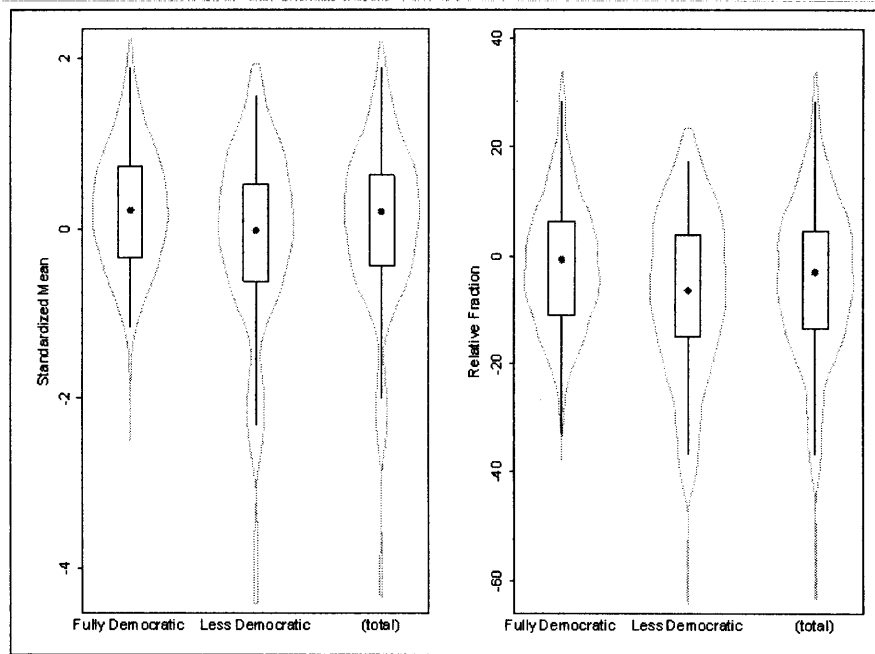 Standardized Mean
2
0
-2
-4
Fully Democratic Less Democratic (total)
Relative Fraction
40
20
0
-20
-40
-60
Fully Democratic Less Democratic (total)